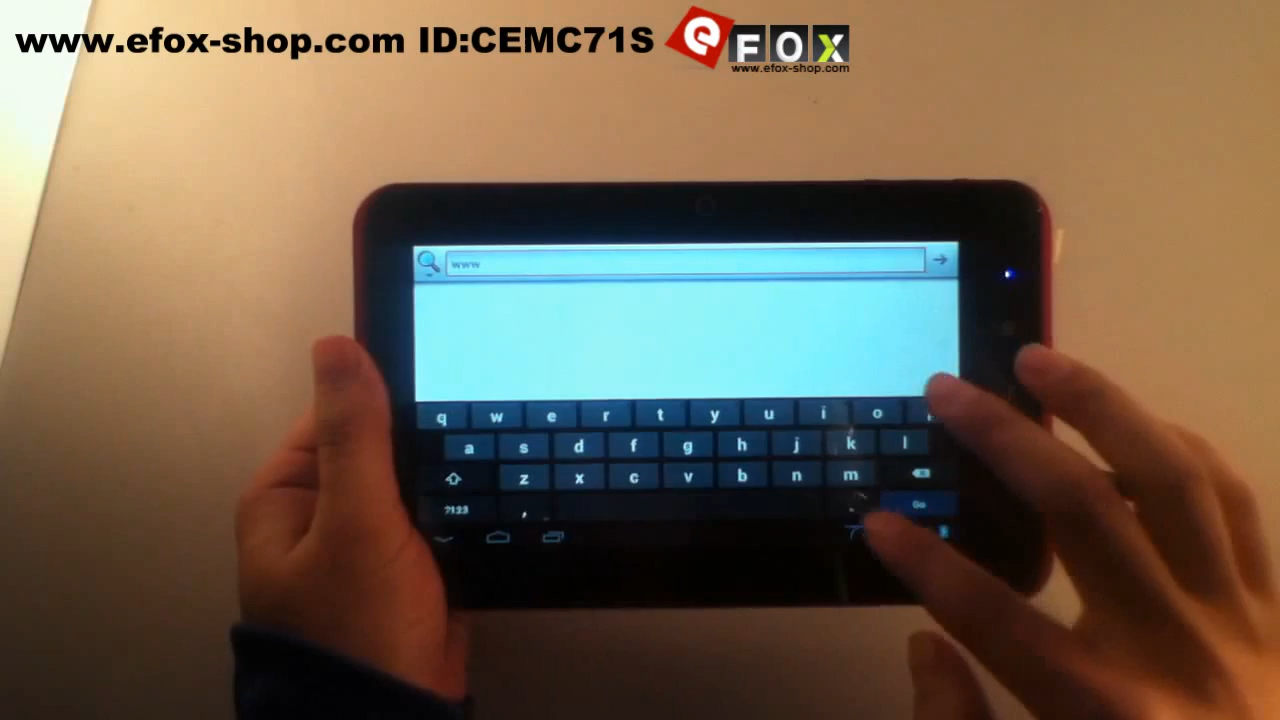 www.efox-shop.com ID:CEMC71S
e FOX
www.efox-shop.com
www
q w e r t y u i o
a s d f g h j k l
z x c v b n m
?123 , . Go